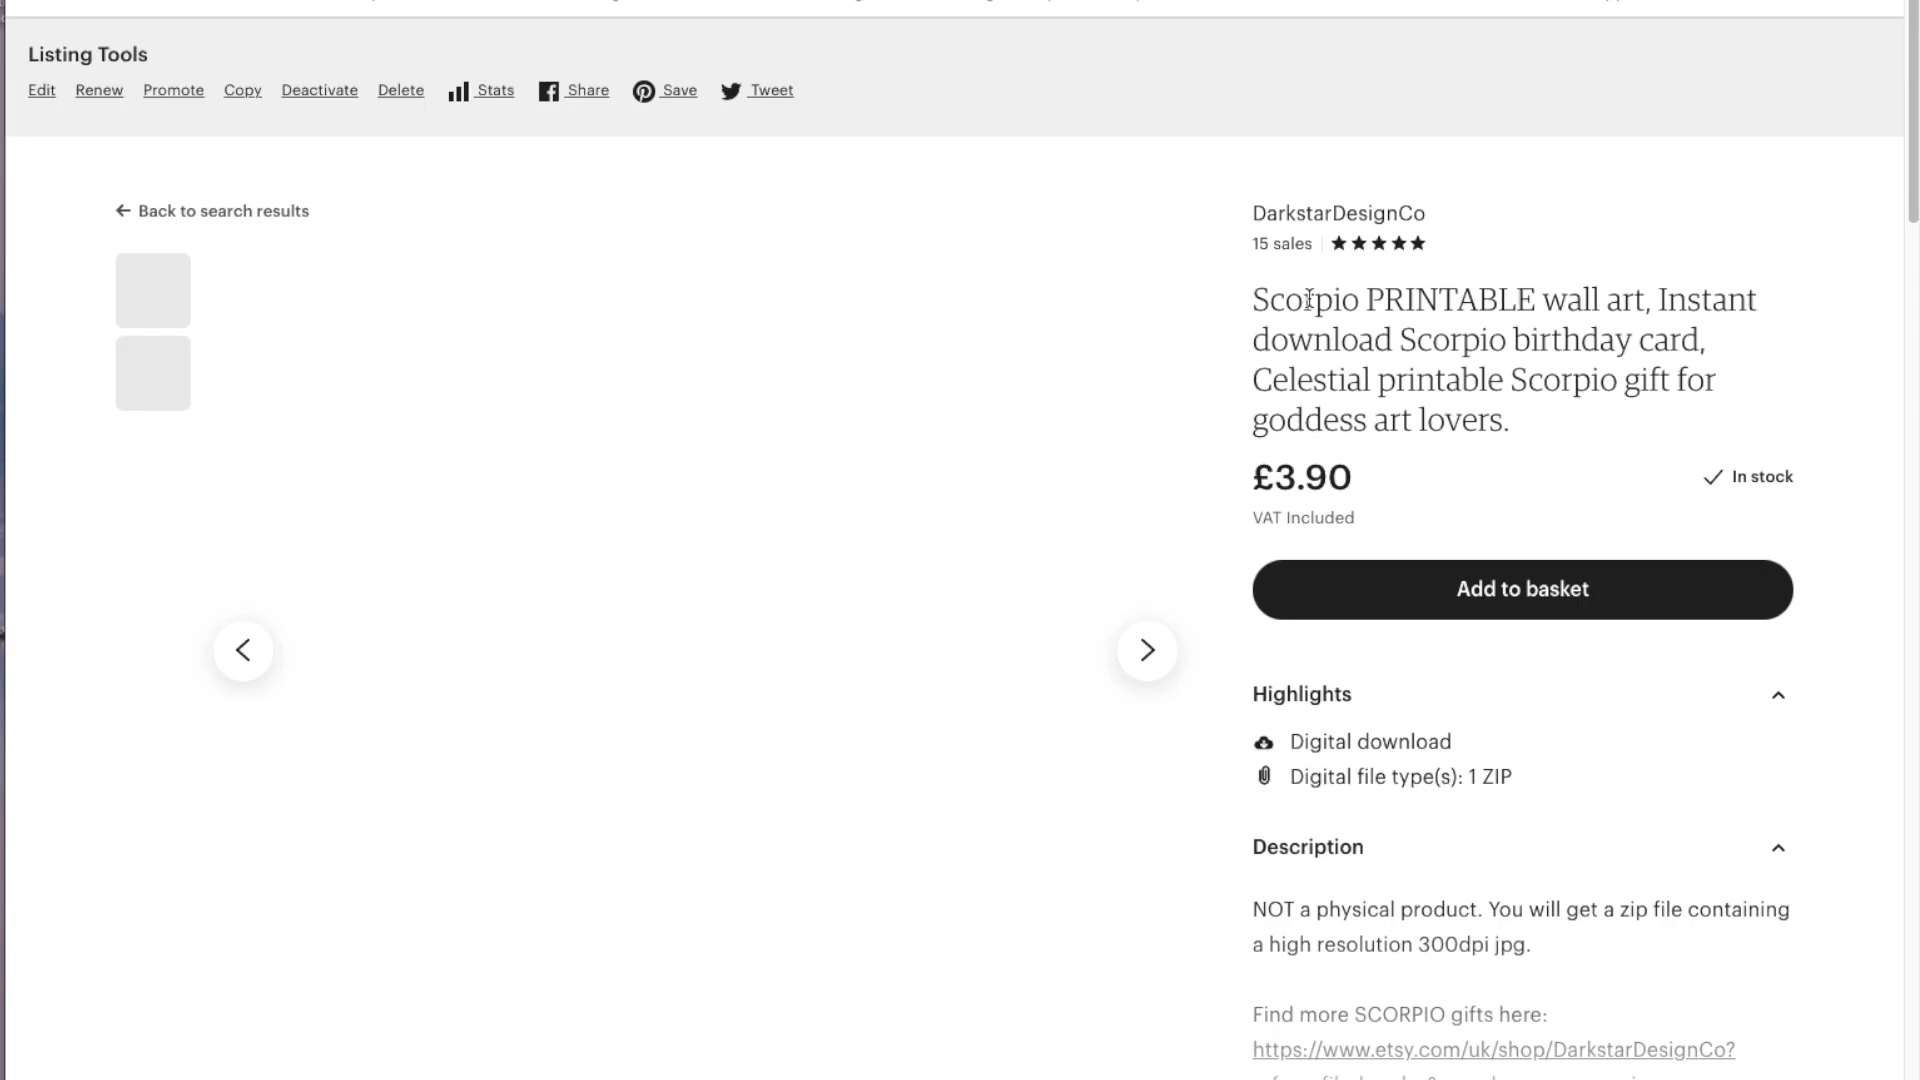 Listing Tools
Edit Renew Promote Copy Deactivate Delete Stats Share Save Tweet
Back to search results
DarkstarDesignCo
15 sales
Scorpio PRINTABLE wall art, Instant
download Scorpio birthday card,
Celestial printable Scorpio gift for
goddess art lovers.
£3.90
In stock
VAT Included
Add to basket
Highlights
Digital download
Digital file type(s): 1 ZIP
Description
NOT a physical product. You will get a zip file containing
a high resolution 300dpi jpg.
Find more SCORPIO gifts here:
https://www.etsy.com/uk/shop/DarkstarDesignCo?